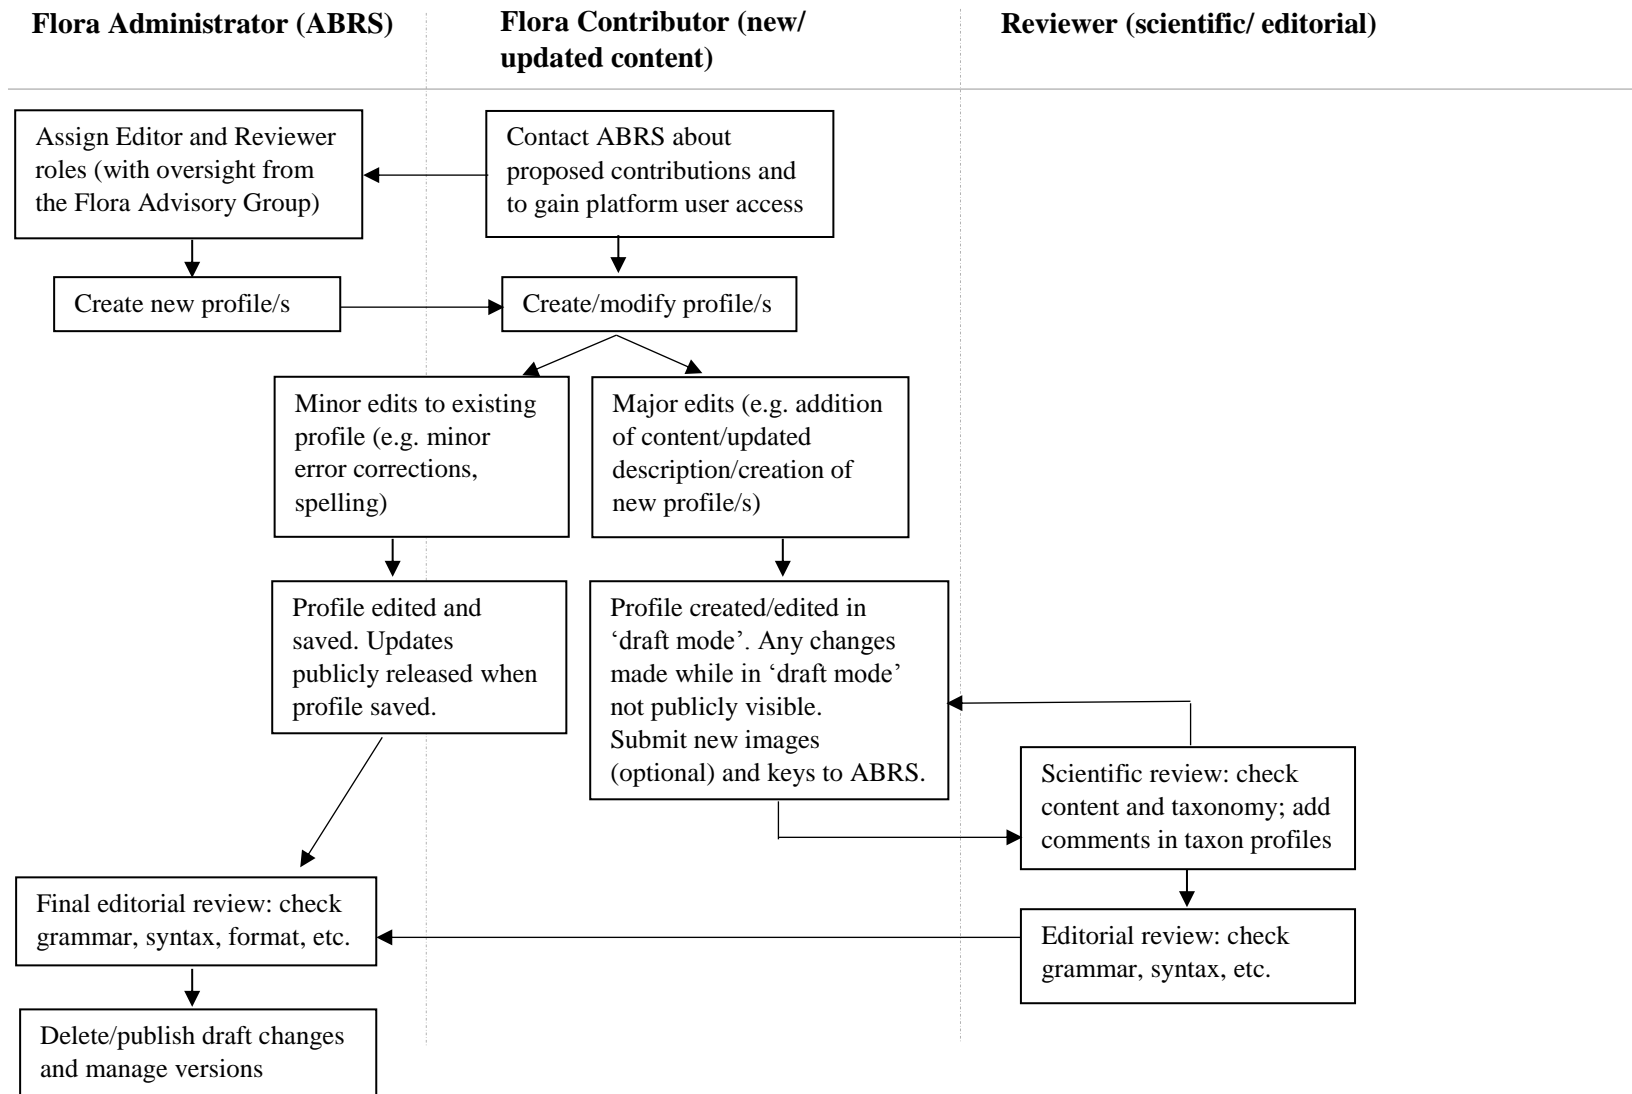 Flora Administrator (ABRS)
Flora Contributor (new/
updated content)
Reviewer (scientific/ editorial)
Assign Editor and Reviewer
roles (with oversight from
the Flora Advisory Group)
Contact ABRS about
proposed contributions and
to gain platform user access
Create new profile/s
Create/modify profile/s
Minor edits to existing
profile (e.g. minor
error corrections,
spelling)
Major edits (e.g. addition
of content/updated
description/creation of
new profile/s)
Profile edited and
saved. Updates
publicly released when
profile saved.
Profile created/edited in
‘draft mode’. Any changes
made while in ‘draft mode’
not publicly visible.
Submit new images
(optional) and keys to ABRS.
Scientific review: check
content and taxonomy; add
comments in taxon profiles
Final editorial review: check
grammar, syntax, format, etc.
Editorial review: check
grammar, syntax, etc.
Delete/publish draft changes
and manage versions